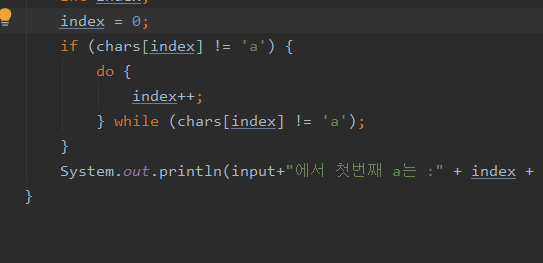 index = 0;
if (chars[index] != 'a') {
do {
index++;
} while (chars[index] != 'a');
}
System.out.println(input+"에서 첫번째 a는 :" + index +
}